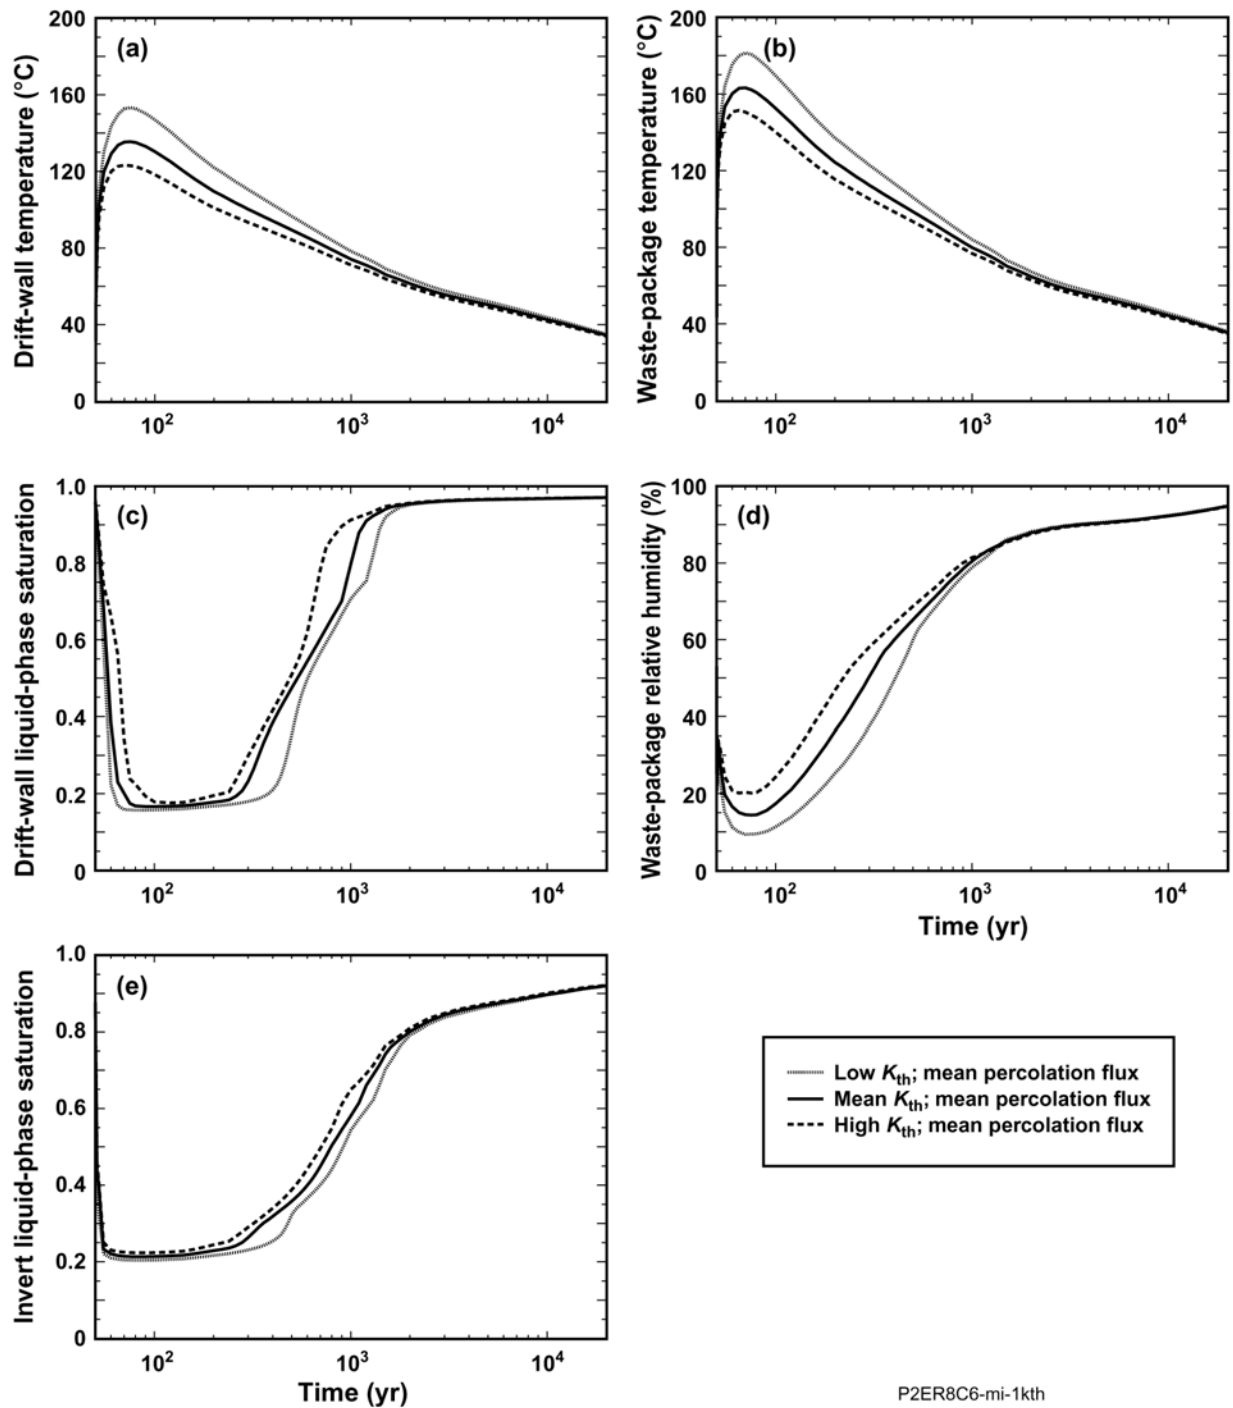 (a)
Drift-wall temperature (°C)
200
160
120
80
40
0
10²
10³
10⁴
(b)
Waste-package temperature (°C)
200
160
120
80
40
0
10²
10³
10⁴
(c)
Drift-wall liquid-phase saturation
1.0
0.8
0.6
0.4
0.2
0
10²
10³
10⁴
(d)
Waste-package relative humidity (%)
100
80
60
40
20
0
10²
10³
10⁴
Time (yr)
(e)
Invert liquid-phase saturation
1.0
0.8
0.6
0.4
0.2
0
10²
10³
10⁴
Time (yr)
Low Kth; mean percolation flux
Mean Kth; mean percolation flux
High Kth; mean percolation flux
P2ER8C6-mi-1kth